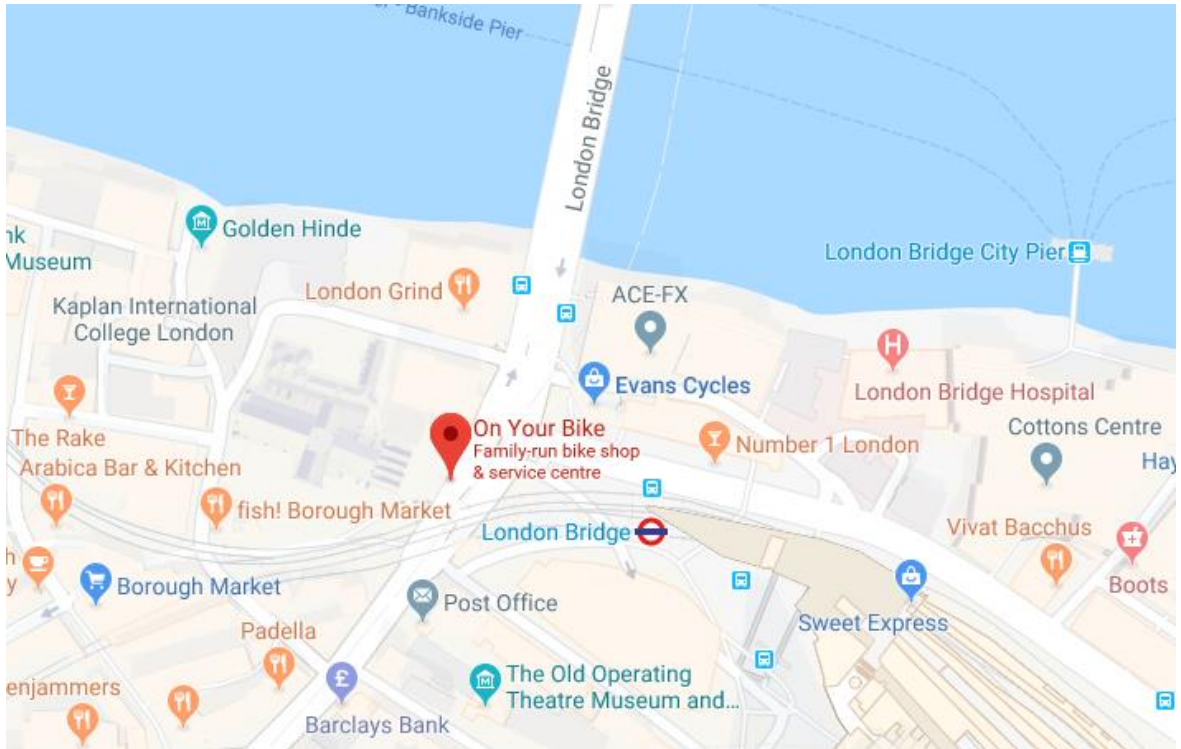 Bankside Pier
London Bridge
Golden Hinde
nk
Museum
London Bridge City Pier
London Grind
ACE-FX
Kaplan International
College London
London Bridge Hospital
Evans Cycles
The Rake
On Your Bike
Family-run bike shop
& service centre
Number 1 London
Cottons Centre
Hay
Arabica Bar & Kitchen
fish! Borough Market
London Bridge
Vivat Bacchus
h
y
Borough Market
Boots
Post Office
Sweet Express
Padella
enjammers
The Old Operating
Theatre Museum and...
Barclays Bank